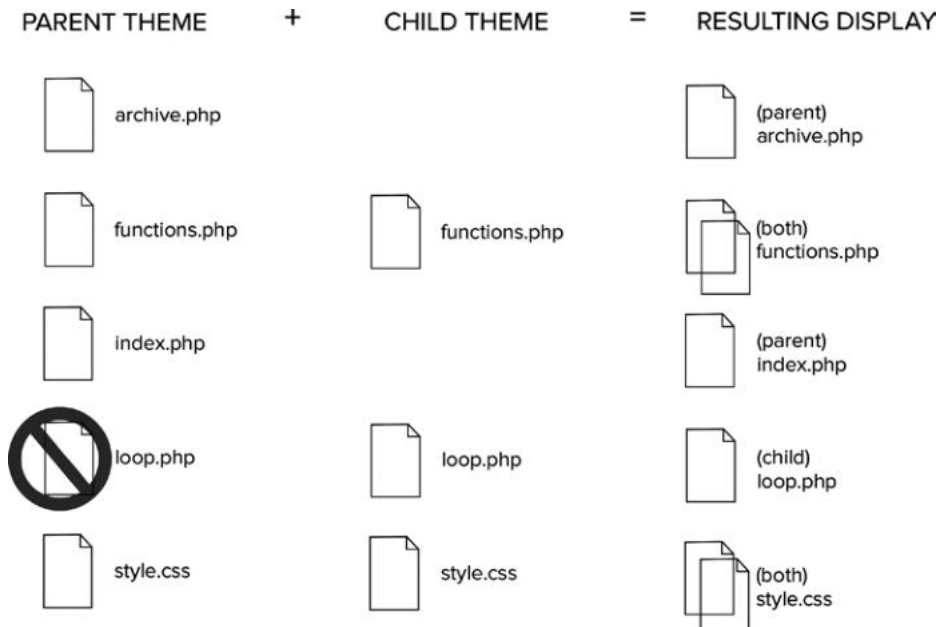 PARENT THEME + CHILD THEME = RESULTING DISPLAY
archive.php
(parent)
archive.php
functions.php
functions.php
(both)
functions.php
index.php
(parent)
index.php
loop.php
loop.php
(child)
loop.php
style.css
style.css
(both)
style.css